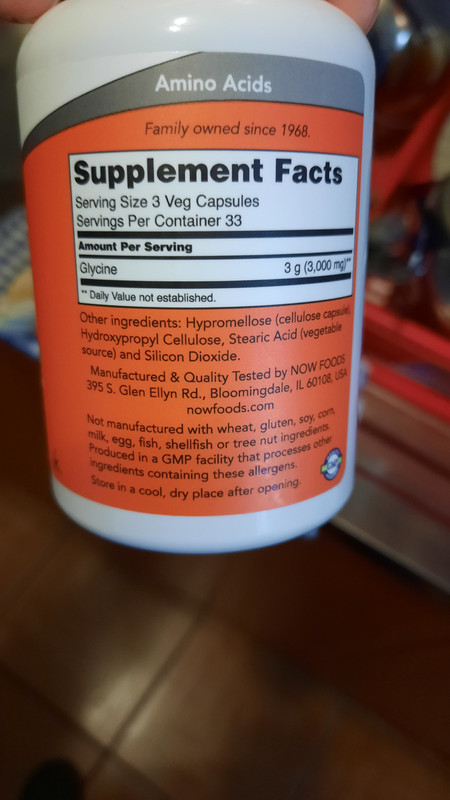 Amino Acids
Family owned since 1968.
Supplement Facts
Serving Size 3 Veg Capsules
Servings Per Container 33
Amount Per Serving
Glycine 3 g (3,000 mg)**
** Daily Value not established.
Other ingredients: Hypromellose (cellulose capsule),
Hydroxypropyl Cellulose, Stearic Acid (vegetable
source) and Silicon Dioxide.
Manufactured & Quality Tested by NOW FOODS
395 S. Glen Ellyn Rd., Bloomingdale, IL 60108, USA
nowfoods.com
Not manufactured with wheat, gluten, soy, corn,
milk, egg, fish, shellfish or tree nut ingredients.
Produced in a GMP facility that processes other
ingredients containing these allergens.
Store in a cool, dry place after opening.